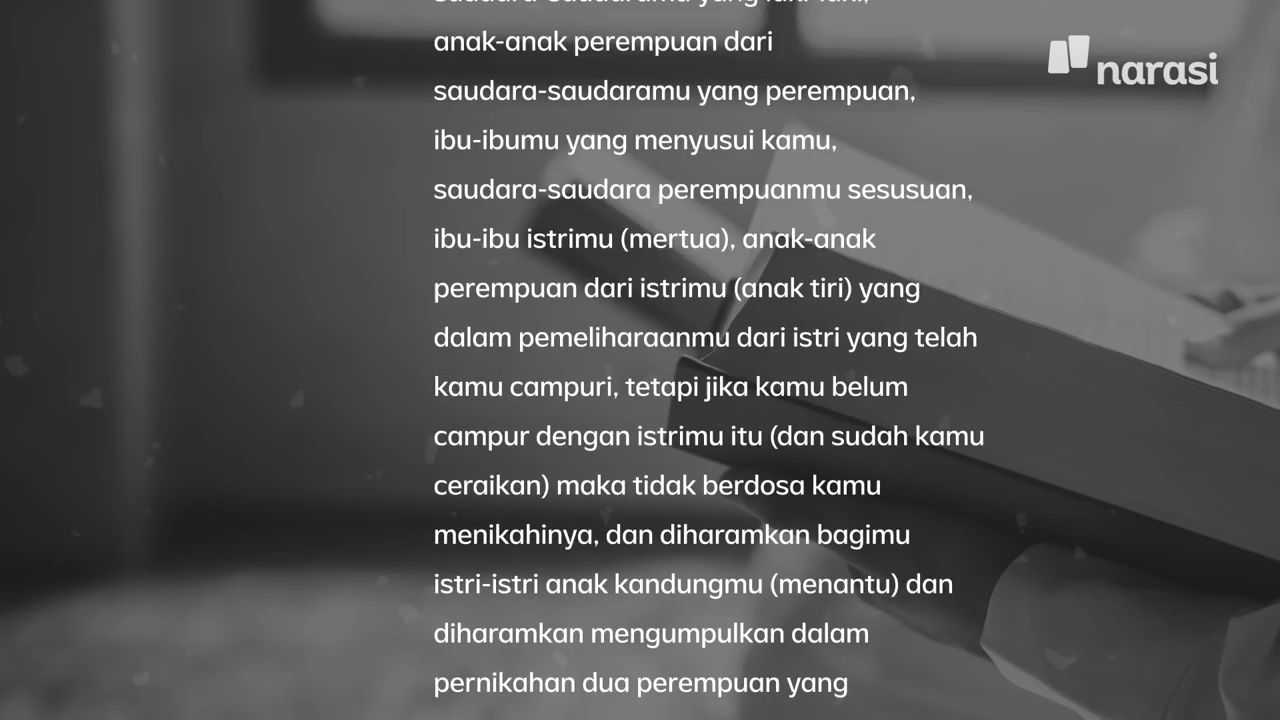 anak-anak perempuan dari
saudara-saudaramu yang perempuan,
ibu-ibumu yang menyusui kamu,
saudara-saudara perempuanmu sesusuan,
ibu-ibu istrimu (mertua), anak-anak
perempuan dari istrimu (anak tiri) yang
dalam pemeliharaanmu dari istri yang telah
kamu campuri, tetapi jika kamu belum
campur dengan istrimu itu (dan sudah kamu
ceraikan) maka tidak berdosa kamu
menikahinya, dan diharamkan bagimu
istri-istri anak kandungmu (menantu) dan
diharamkan mengumpulkan dalam
pernikahan dua perempuan yang
narasi